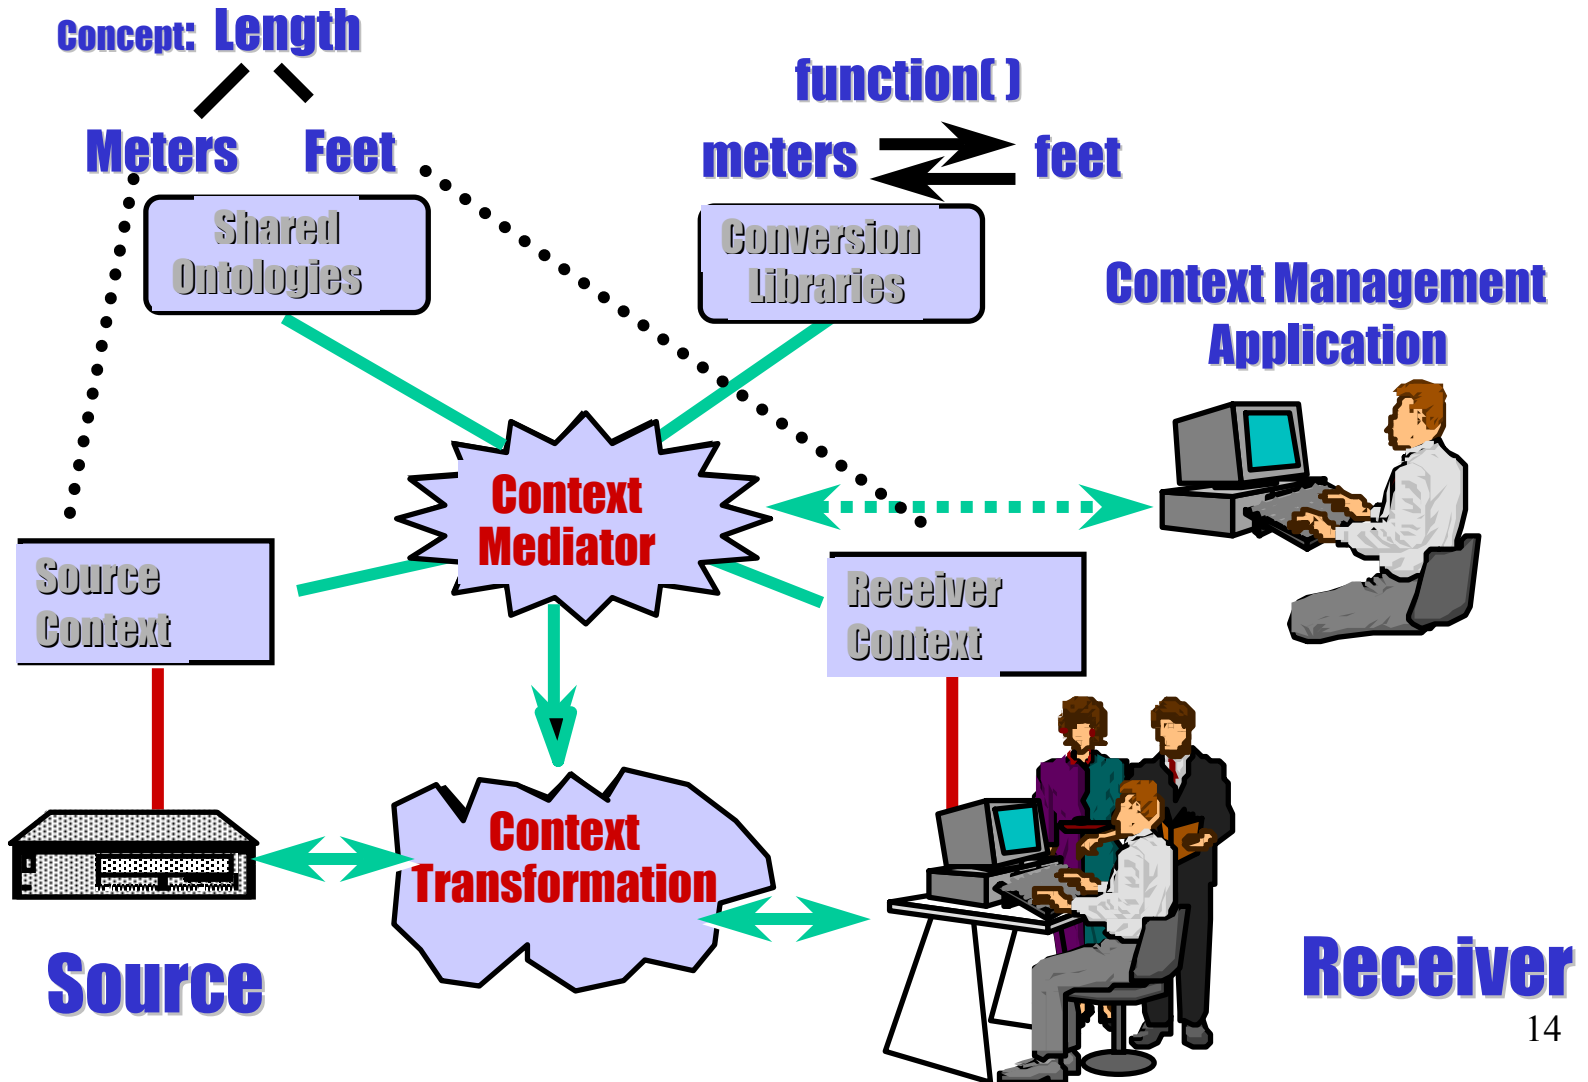 Concept: Length
Meters Feet
function( )
meters feet
Shared
Ontologies
Conversion
Libraries
Context Management
Application
Context
Mediator
Source
Context
Receiver
Context
Context
Transformation
Source
Receiver
14